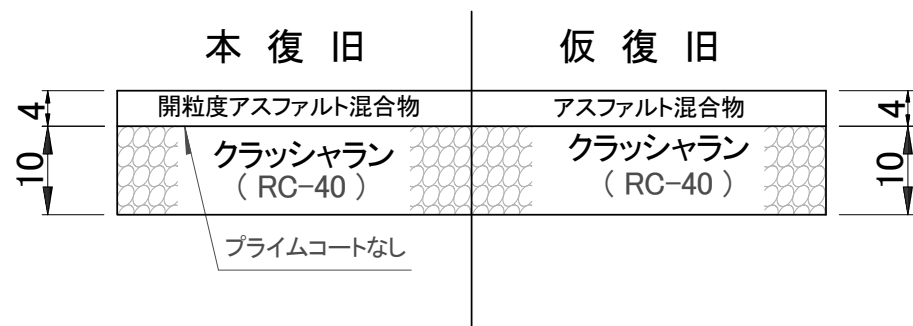 本復旧
仮復旧
4
開粒度アスファルト混合物
アスファルト混合物
4
10
クラッシャラン
(RC-40)
クラッシャラン
(RC-40)
10
プライムコートなし